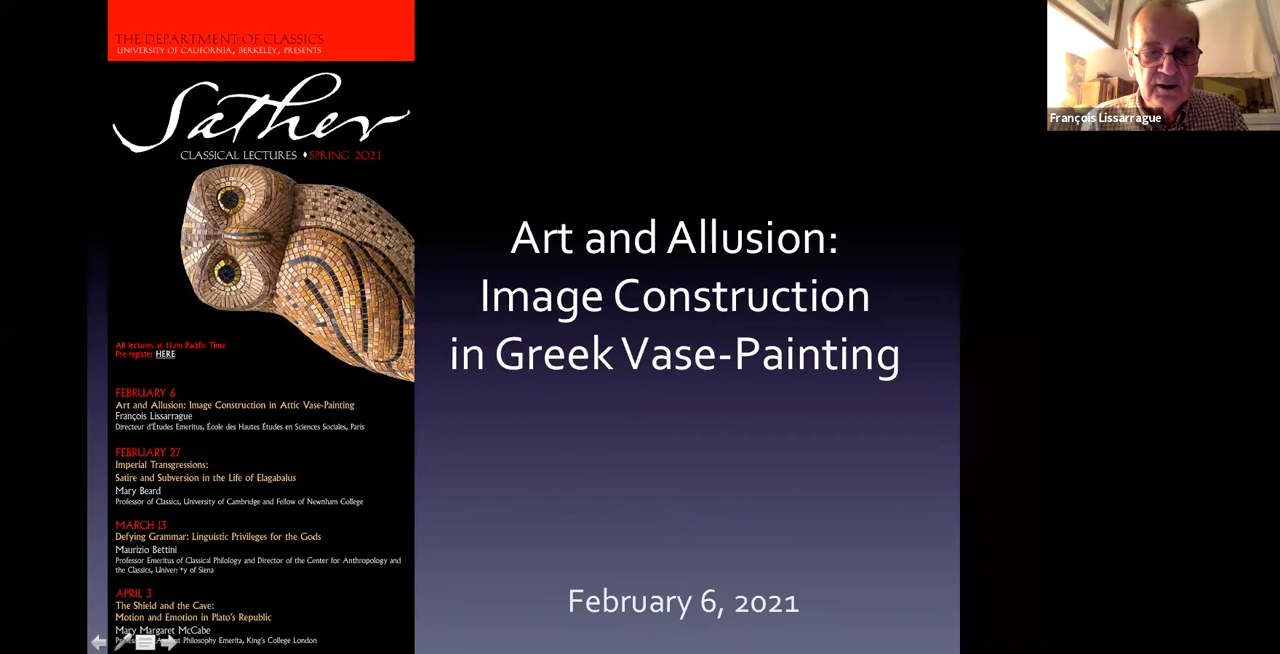 THE DEPARTMENT OF CLASSICS
UNIVERSITY OF CALIFORNIA, BERKELEY, PRESENTS
Sather
CLASSICAL LECTURES ♦ SPRING 2021
All lectures at 11am Pacific Time
Pre-register HERE
FEBRUARY 6
Art and Allusion: Image Construction in Attic Vase-Painting
François Lissarrague
Directeur d'Études Emeritus, École des Hautes Études en Sciences Sociales, Paris
FEBRUARY 27
Imperial Transgressions:
Satire and Subversion in the Life of Elagabalus
Mary Beard
Professor of Classics, University of Cambridge and Fellow of Newnham College
MARCH 13
Defying Grammar: Linguistic Privileges for the Gods
Maurizio Bettini
Professor Emeritus of Classical Philology and Director of the Center for Anthropology and
the Classics, University of Siena
APRIL 3
The Shield and the Cave:
Motion and Emotion in Plato's Republic
Mary Margaret McCabe
Philosophy Emerita, King's College London
Art and Allusion:
Image Construction
in Greek Vase-Painting
February 6, 2021
François Lissarrague